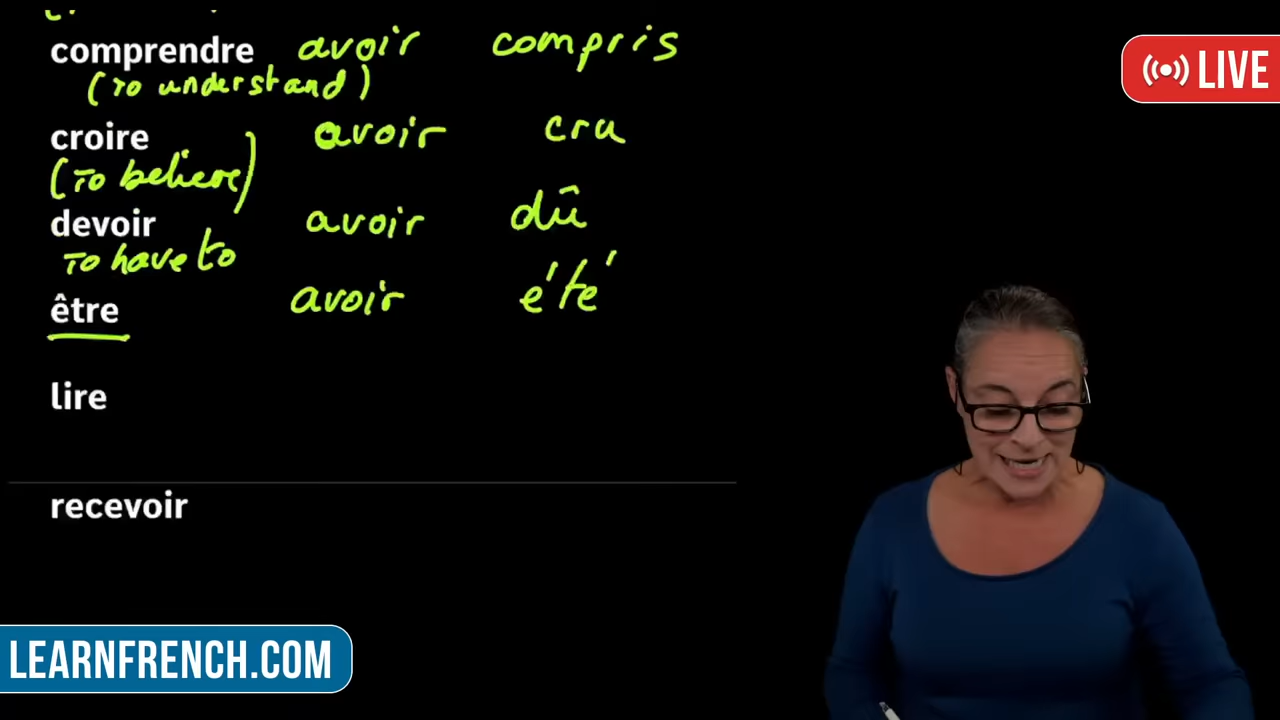 comprendre avoir compris
(To understand)
croire avoir cru
(To believe)
devoir avoir dû
To have to
être avoir été
lire
recevoir
LIVE
LEARNFRENCH.COM